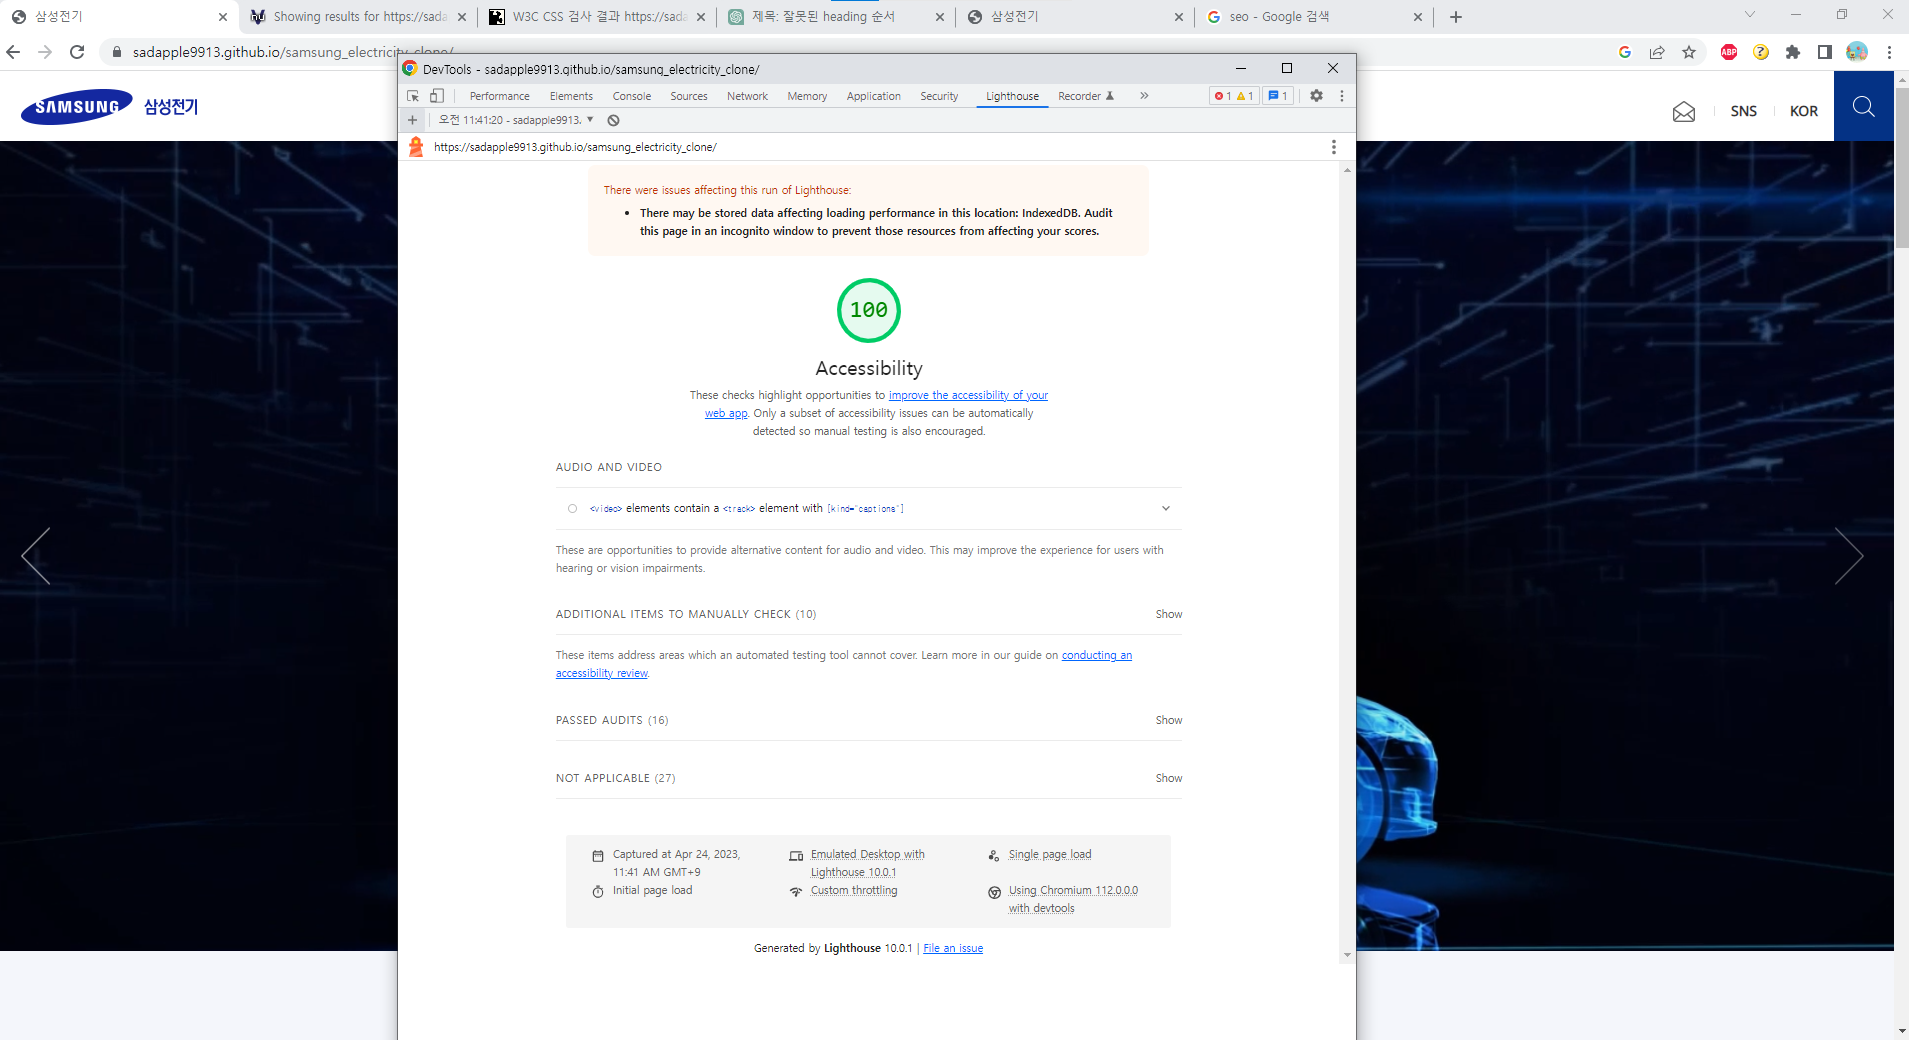 삼성전기
Showing results for https://sada
W3C CSS 검사 결과 https://sada
제목: 잘못된 heading 순서
삼성전기
seo - Google 검색
sadapple9913.github.io/samsung_electricity_clone/
DevTools - sadapple9913.github.io/samsung_electricity_clone/
Performance Elements Console Sources Network Memory Application Security Lighthouse Recorder
1 1 1
오전 11:41:20 - sadapple9913.
https://sadapple9913.github.io/samsung_electricity_clone/
SAMSUNG 삼성전기
SNS KOR
There were issues affecting this run of Lighthouse:
• There may be stored data affecting loading performance in this location: IndexedDB. Audit
this page in an incognito window to prevent those resources from affecting your scores.
100
Accessibility
These checks highlight opportunities to improve the accessibility of your
web app. Only a subset of accessibility issues can be automatically
detected so manual testing is also encouraged.
AUDIO AND VIDEO
<video> elements contain a <track> element with [kind="captions"]
These are opportunities to provide alternative content for audio and video. This may improve the experience for users with
hearing or vision impairments.
ADDITIONAL ITEMS TO MANUALLY CHECK (10) Show
These items address areas which an automated testing tool cannot cover. Learn more in our guide on conducting an
accessibility review.
PASSED AUDITS (16) Show
NOT APPLICABLE (27) Show
Captured at Apr 24, 2023,
11:41 AM GMT+9
Emulated Desktop with
Lighthouse 10.0.1
Single page load
Initial page load
Custom throttling
Using Chromium 112.0.0.0
with devtools
Generated by Lighthouse 10.0.1 | File an issue
ABP